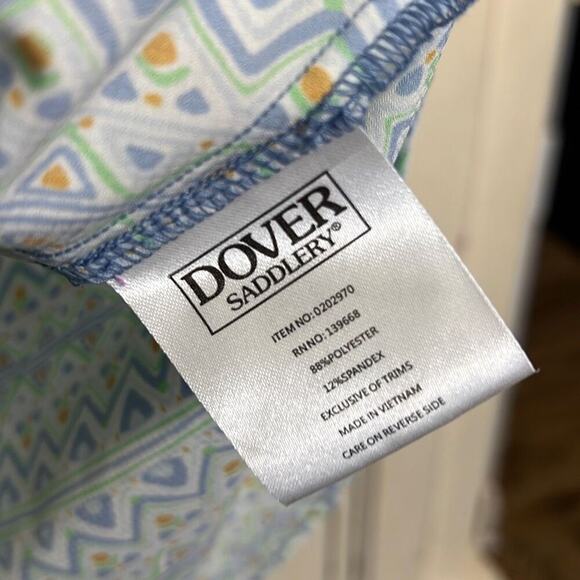 DOVER
SADDLERY®
ITEM NO: 0202970
RN NO: 139668
88%POLYESTER
12%SPANDEX
EXCLUSIVE OF TRIMS
MADE IN VIETNAM
CARE ON REVERSE SIDE